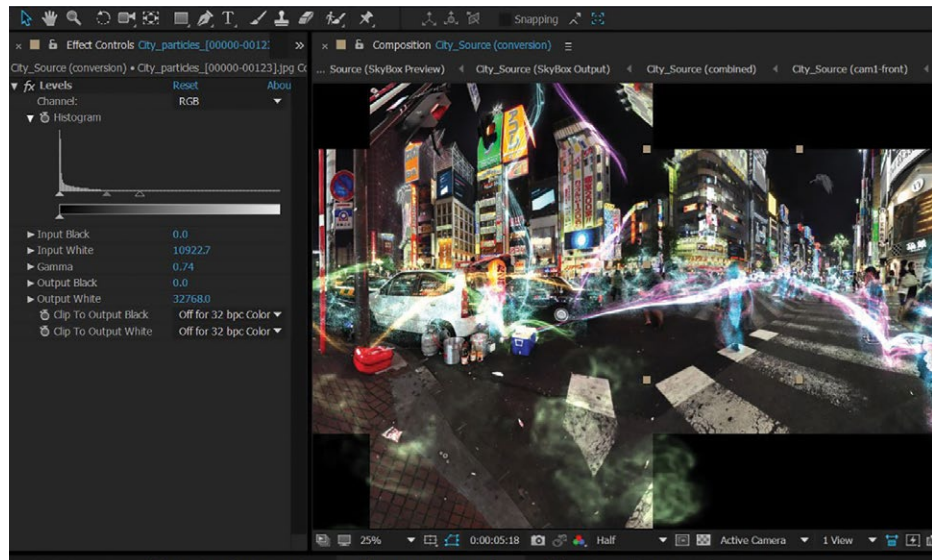 Snapping
Effect Controls City_particles_[00000-0012
Composition City_Source (conversion)
City_Source (conversion) • City_particles_[00000-00123].jpg Co
... Source (SkyBox Preview)
City_Source (SkyBox Output)
City_Source (combined)
City_Source (cam1-front)
fx Levels Reset Abou
Channel: RGB
Histogram
Input Black 0.0
Input White 10922.7
Gamma 0.74
Output Black 0.0
Output White 32768.0
Clip To Output Black Off for 32 bpc Color
Clip To Output White Off for 32 bpc Color
25% 0:00:05:18 Half Active Camera 1 View